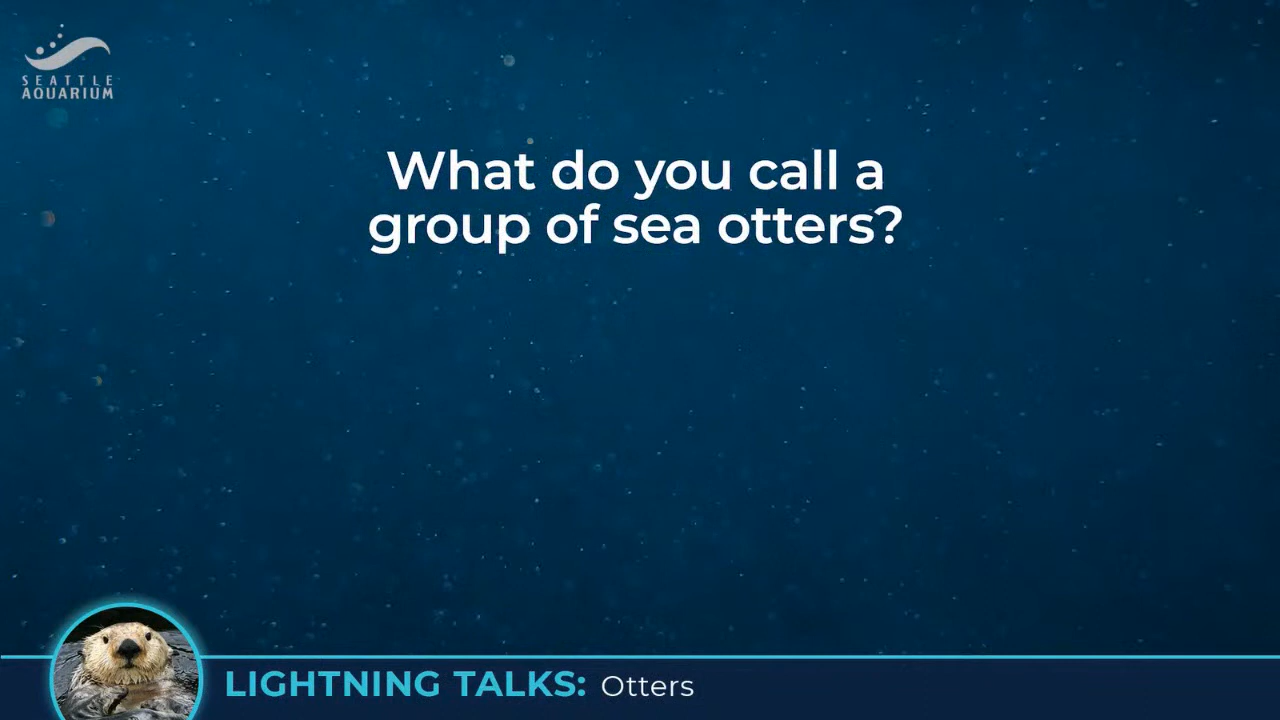 SEATTLE
AQUARIUM
What do you call a
group of sea otters?
LIGHTNING TALKS: Otters